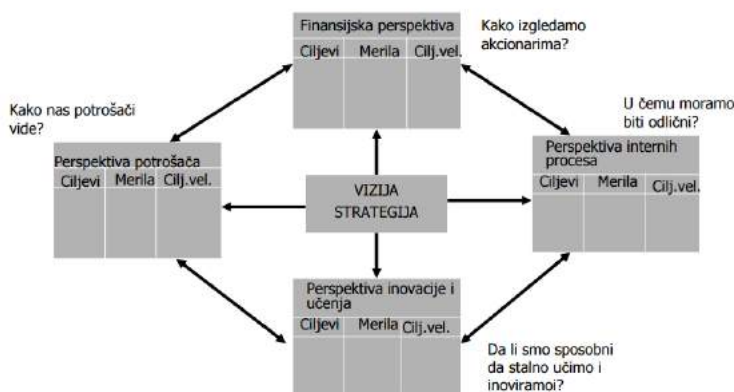 Finansijska perspektiva
Ciljevi Merila Cilj.vel.
Kako izgledamo
akcionarima?
Kako nas potrošači
vide?
U čemu moramo
biti odlični?
Perspektiva potrošača
Ciljevi Merila Cilj.vel.
VIZIJA
STRATEGIJA
Perspektiva internih
procesa
Ciljevi Merila Cilj.vel.
Perspektiva inovacije i
učenja
Ciljevi Merila Cilj.vel.
Da li smo sposobni
da stalno učimo i
inoviramoi?